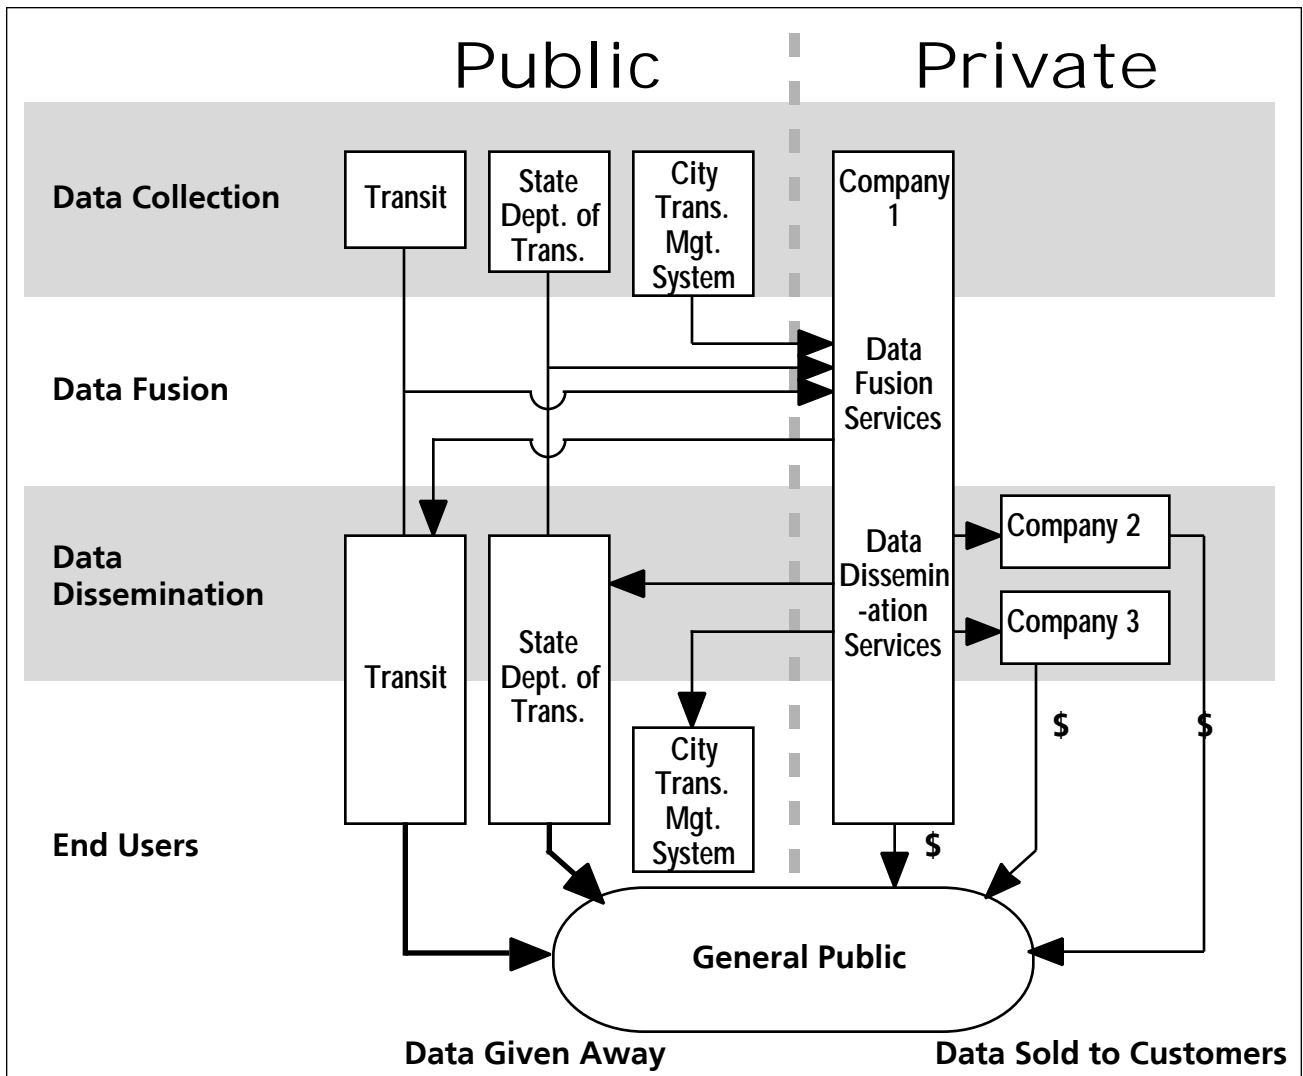 Public
Private
Data Collection
Transit
State
Dept. of
Trans.
City
Trans.
Mgt.
System
Company
1
Data Fusion
Data
Fusion
Services
Data
Dissemination
Transit
State
Dept. of
Trans.
Data
Dissemin
-ation
Services
Company 2
Company 3
$
$
End Users
City
Trans.
Mgt.
System
$
General Public
Data Given Away
Data Sold to Customers